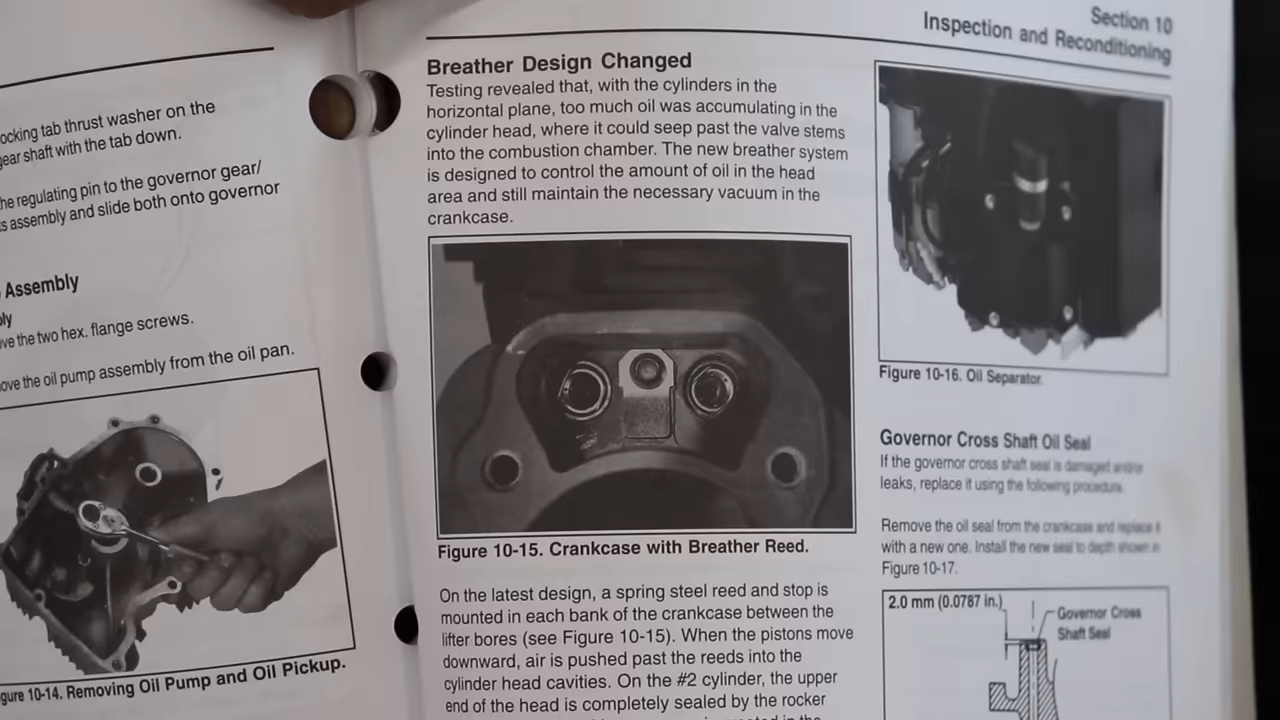 ocking tab thrust washer on the
gear shaft with the tab down.
he regulating pin to the governor gear/
s assembly and slide both onto governor
Assembly
ly
ve the two hex. flange screws.
ove the oil pump assembly from the oil pan.
gure 10-14. Removing Oil Pump and Oil Pickup.
Breather Design Changed
Testing revealed that, with the cylinders in the
horizontal plane, too much oil was accumulating in the
cylinder head, where it could seep past the valve stems
into the combustion chamber. The new breather system
is designed to control the amount of oil in the head
area and still maintain the necessary vacuum in the
crankcase.
Figure 10-15. Crankcase with Breather Reed.
On the latest design, a spring steel reed and stop is
mounted in each bank of the crankcase between the
lifter bores (see Figure 10-15). When the pistons move
downward, air is pushed past the reeds into the
cylinder head cavities. On the #2 cylinder, the upper
end of the head is completely sealed by the rocker
Section 10
Inspection and Reconditioning
Figure 10-16. Oil Separator.
Governor Cross Shaft Oil Seal
If the governor cross shaft seal is damaged and/or
leaks, replace it using the following procedure.
Remove the oil seal from the crankcase and replace it
with a new one. Install the new seal to depth shown in
Figure 10-17.
2.0 mm (0.0787 in.)
Governor Cross
Shaft Seal